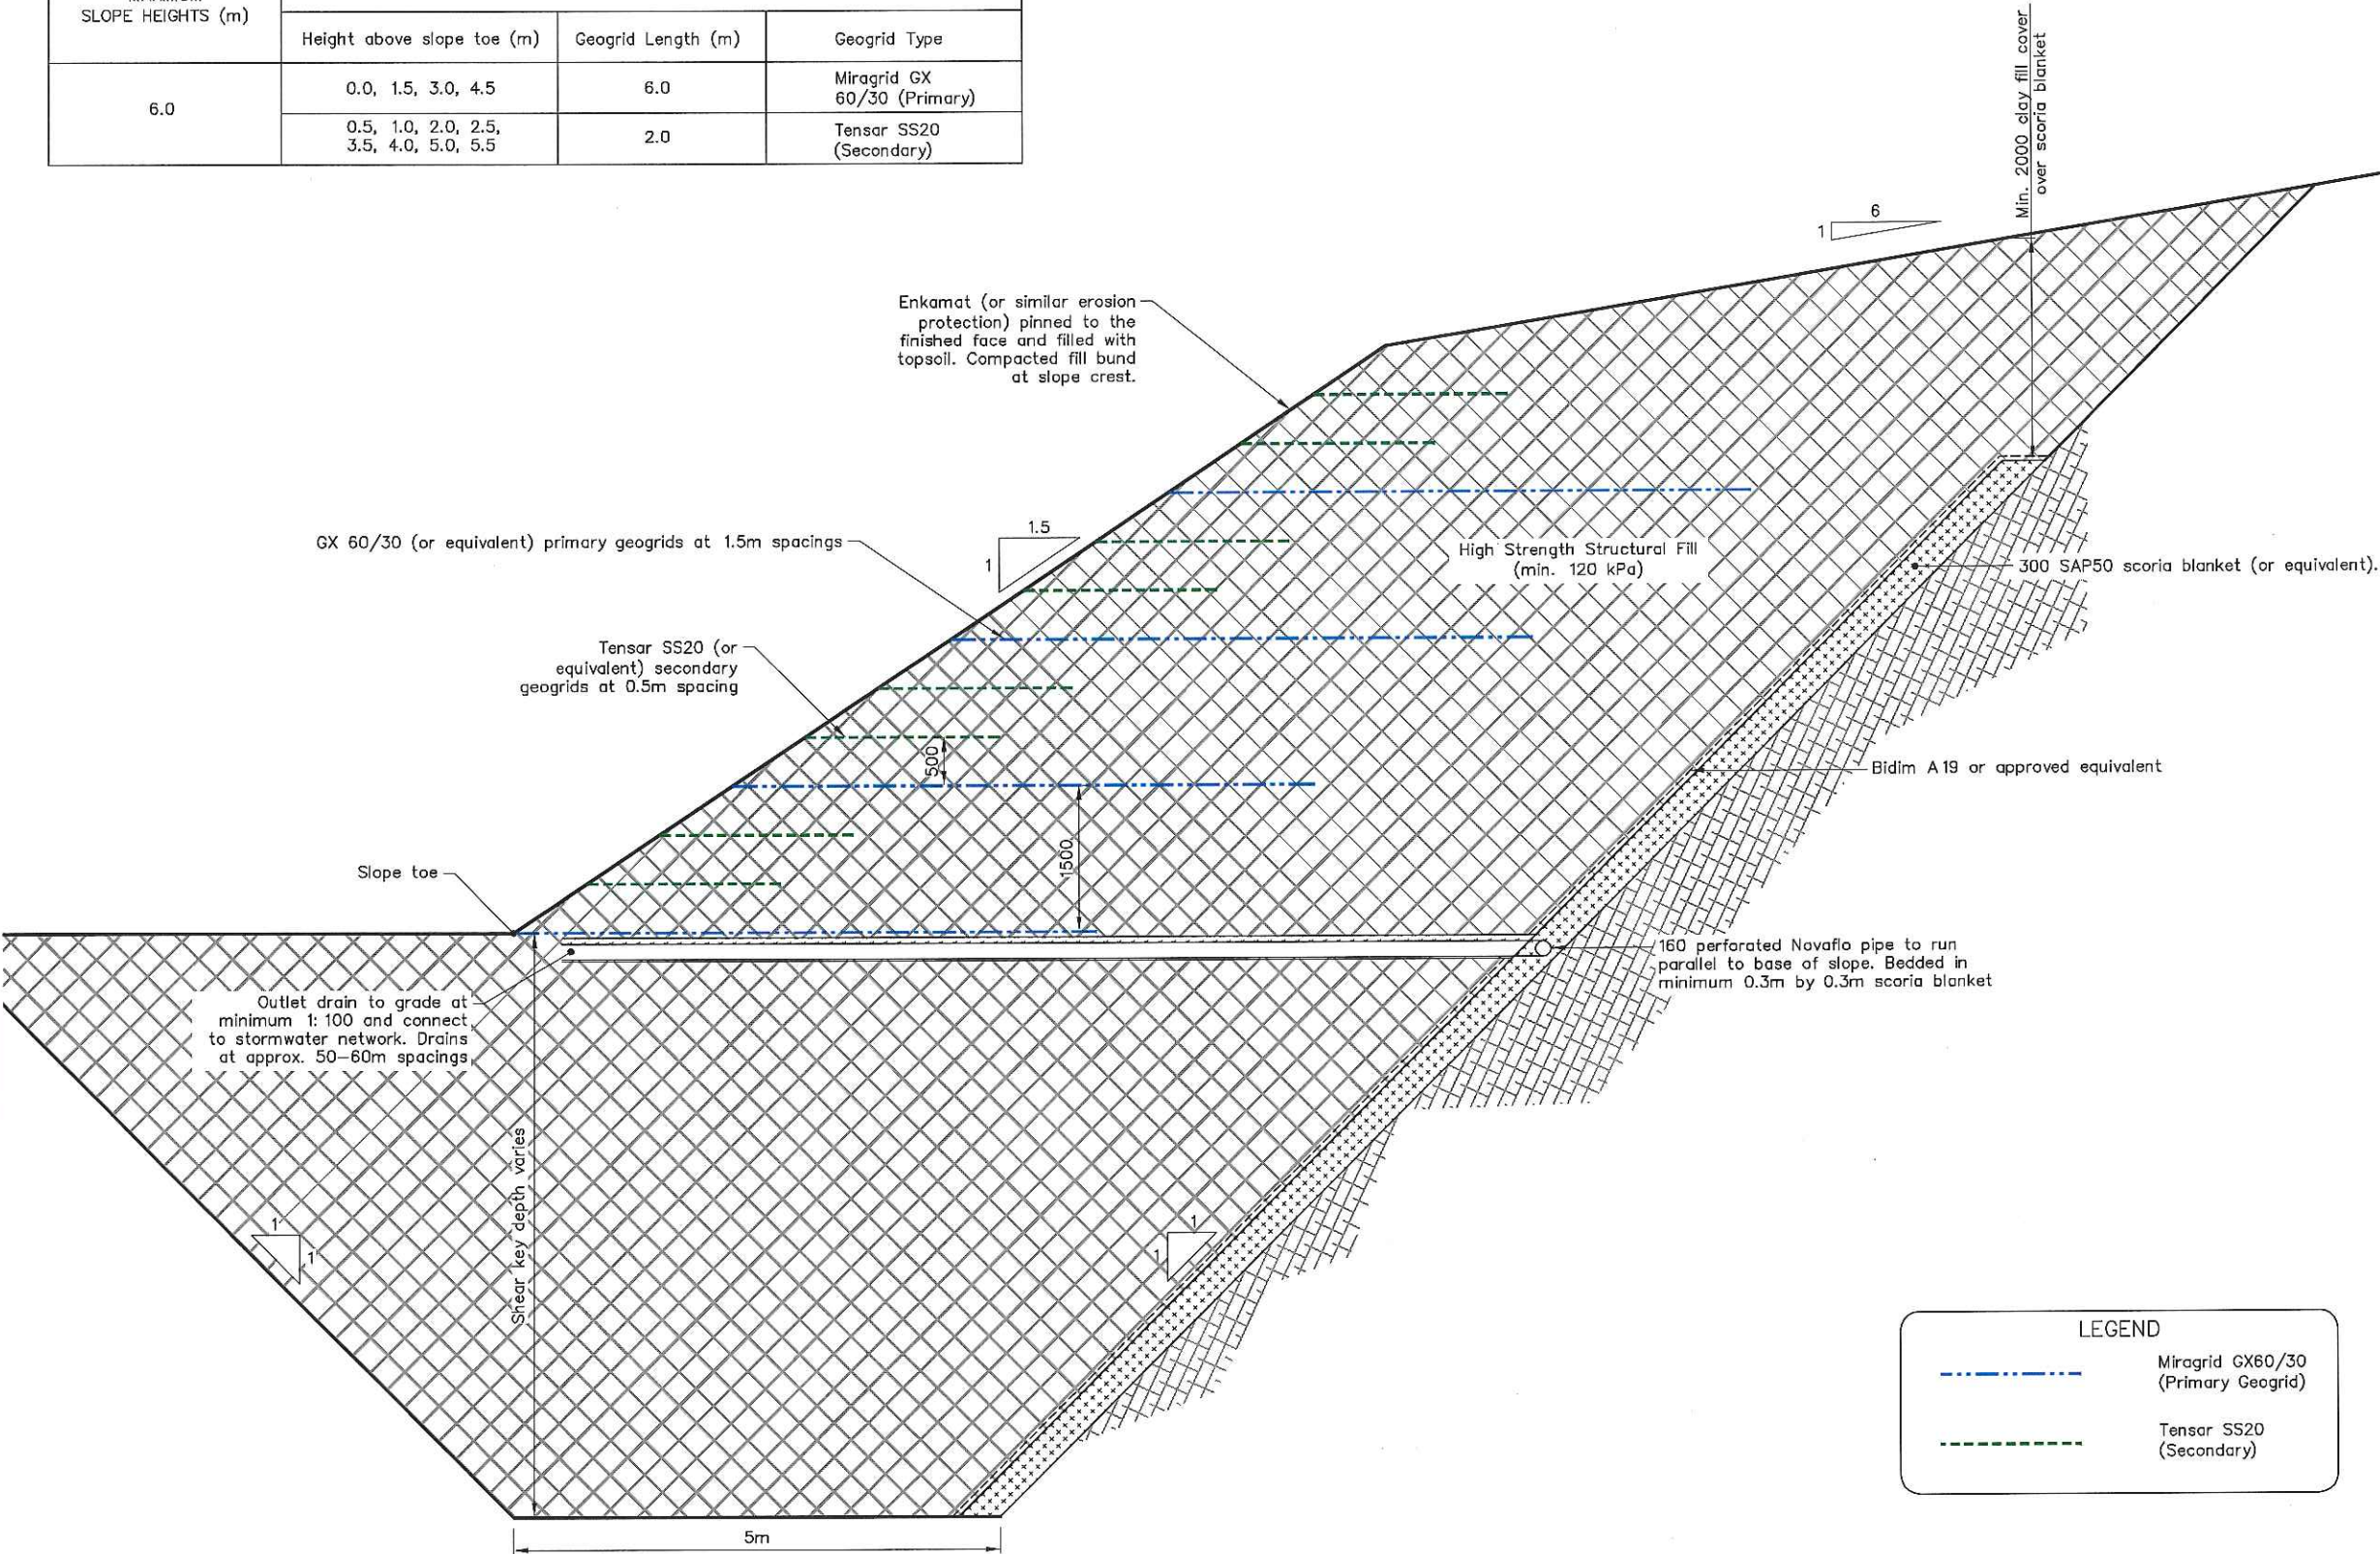 SLOPE HEIGHTS (m)
Height above slope toe (m)
Geogrid Length (m)
Geogrid Type
6.0
0.0, 1.5, 3.0, 4.5
6.0
Miragrid GX
60/30 (Primary)
0.5, 1.0, 2.0, 2.5,
3.5, 4.0, 5.0, 5.5
2.0
Tensar SS20
(Secondary)
Min. 2000 clay fill cover
over scoria blanket
6
1
Enkamat (or similar erosion
protection) pinned to the
finished face and filled with
topsoil. Compacted fill bund
at slope crest.
1.5
1
GX 60/30 (or equivalent) primary geogrids at 1.5m spacings
High Strength Structural Fill
(min. 120 kPa)
300 SAP50 scoria blanket (or equivalent).
Tensar SS20 (or
equivalent) secondary
geogrids at 0.5m spacing
500
Bidim A19 or approved equivalent
1500
Slope toe
160 perforated Novaflo pipe to run
parallel to base of slope. Bedded in
minimum 0.3m by 0.3m scoria blanket
Outlet drain to grade at
minimum 1:100 and connect
to stormwater network. Drains
at approx. 50–60m spacings
Shear key depth varies
1
1
1
1
5m
LEGEND
Miragrid GX60/30
(Primary Geogrid)
Tensar SS20
(Secondary)